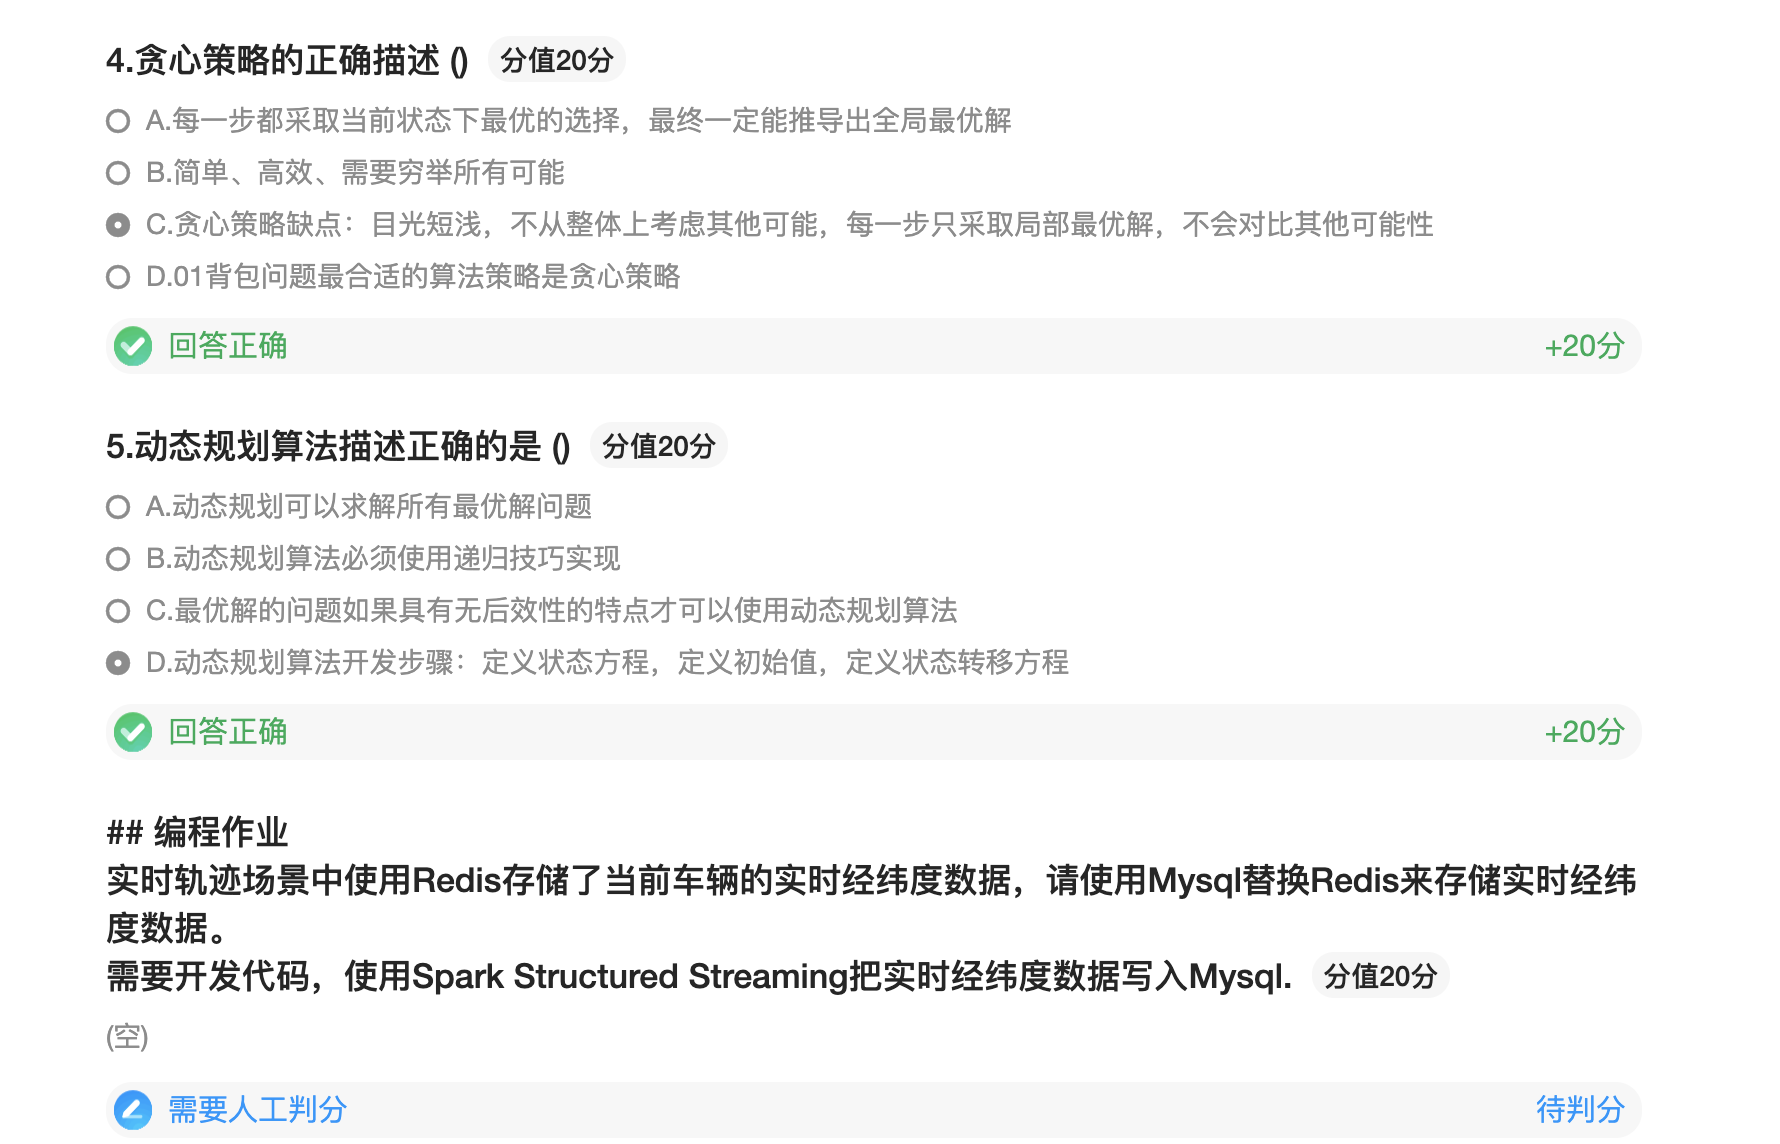 4.贪心策略的正确描述 () 分值20分
A.每一步都采取当前状态下最优的选择，最终一定能推导出全局最优解
B.简单、高效、需要穷举所有可能
C.贪心策略缺点：目光短浅，不从整体上考虑其他可能，每一步只采取局部最优解，不会对比其他可能性
D.01背包问题最合适的算法策略是贪心策略
回答正确 +20分
5.动态规划算法描述正确的是 () 分值20分
A.动态规划可以求解所有最优解问题
B.动态规划算法必须使用递归技巧实现
C.最优解的问题如果具有无后效性的特点才可以使用动态规划算法
D.动态规划算法开发步骤：定义状态方程，定义初始值，定义状态转移方程
回答正确 +20分
## 编程作业
实时轨迹场景中使用Redis存储了当前车辆的实时经纬度数据，请使用Mysql替换Redis来存储实时经纬
度数据。
需要开发代码，使用Spark Structured Streaming把实时经纬度数据写入Mysql. 分值20分
(空)
需要人工判分 待判分